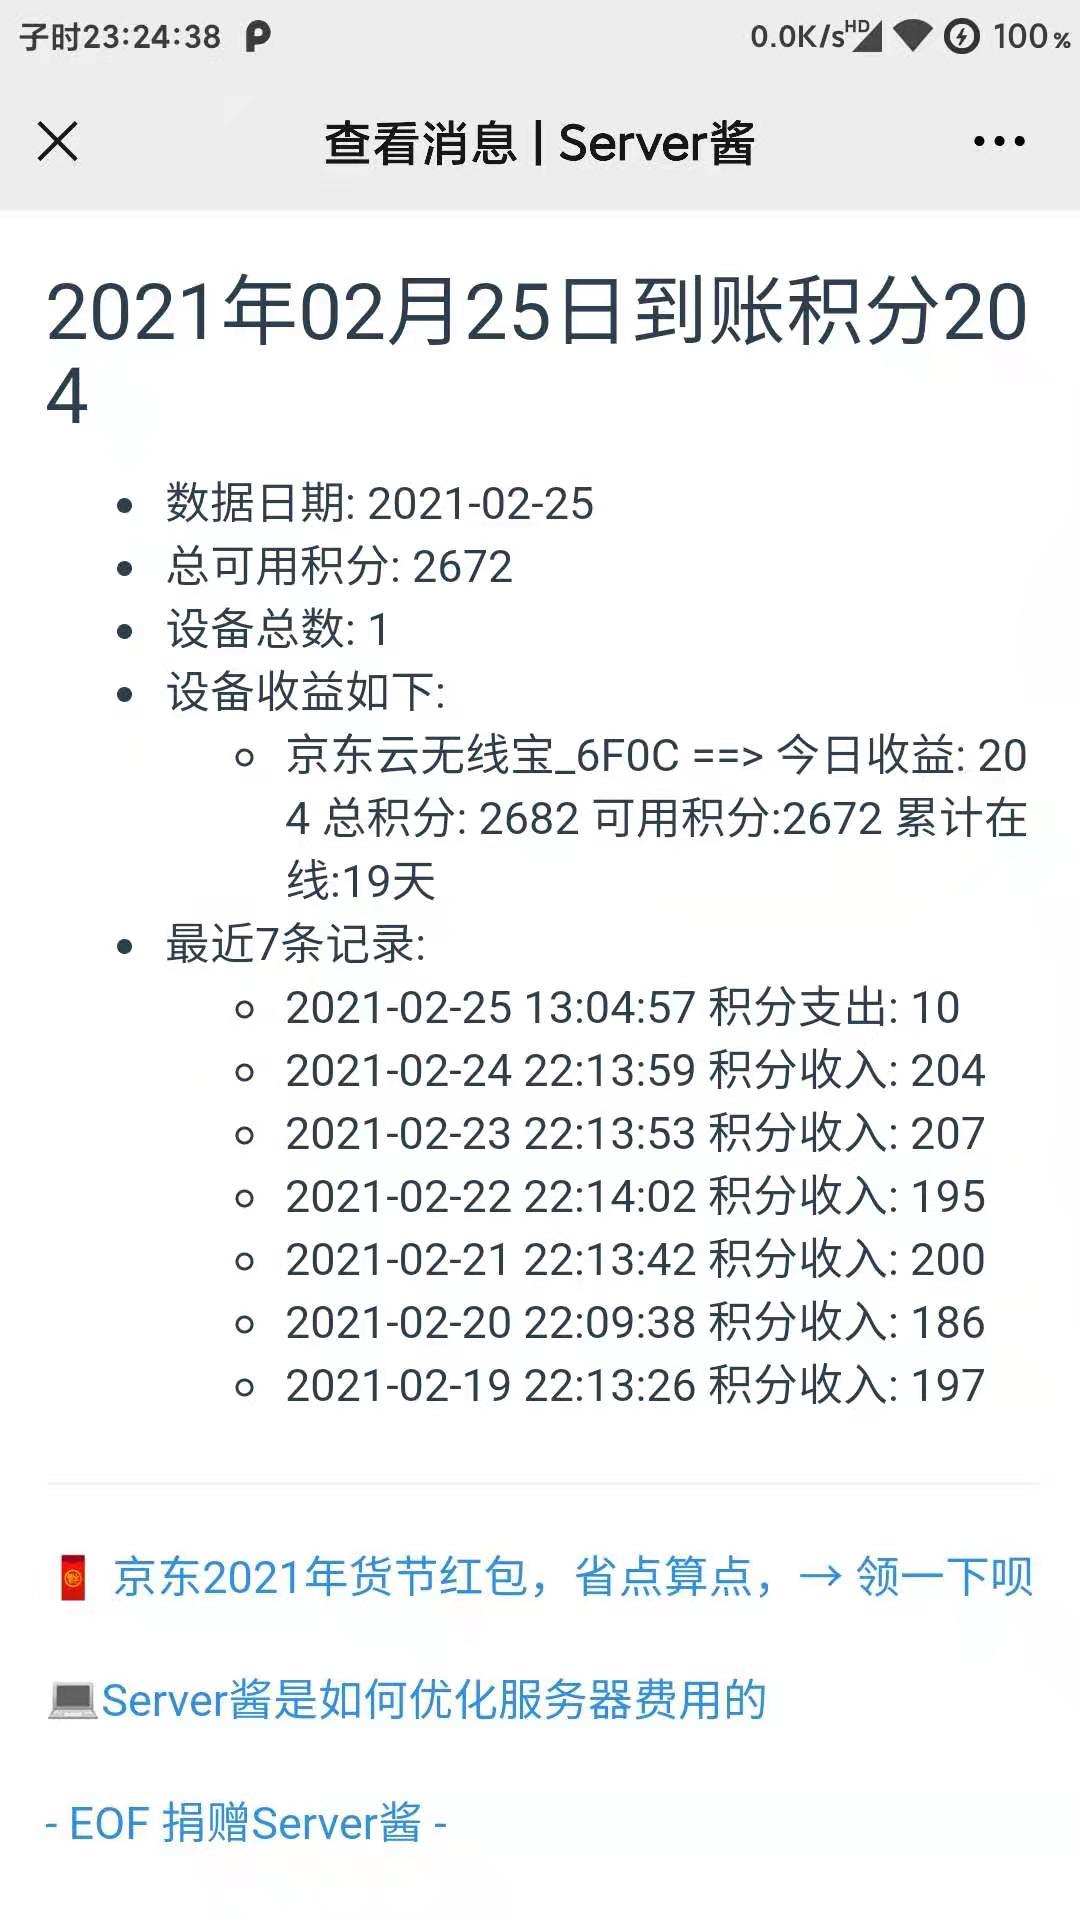 子时23:24:38 0.0K/s HD 100%
查看消息 | Server酱
2021年02月25日到账积分20
4
数据日期: 2021-02-25
总可用积分: 2672
设备总数: 1
设备收益如下:
京东云无线宝_6F0C ==> 今日收益: 20
4 总积分: 2682 可用积分:2672 累计在
线:19天
最近7条记录:
2021-02-25 13:04:57 积分支出: 10
2021-02-24 22:13:59 积分收入: 204
2021-02-23 22:13:53 积分收入: 207
2021-02-22 22:14:02 积分收入: 195
2021-02-21 22:13:42 积分收入: 200
2021-02-20 22:09:38 积分收入: 186
2021-02-19 22:13:26 积分收入: 197
🧧 京东2021年货节红包，省点算点，→ 领一下呗
💻Server酱是如何优化服务器费用的
- EOF 捐赠Server酱 -